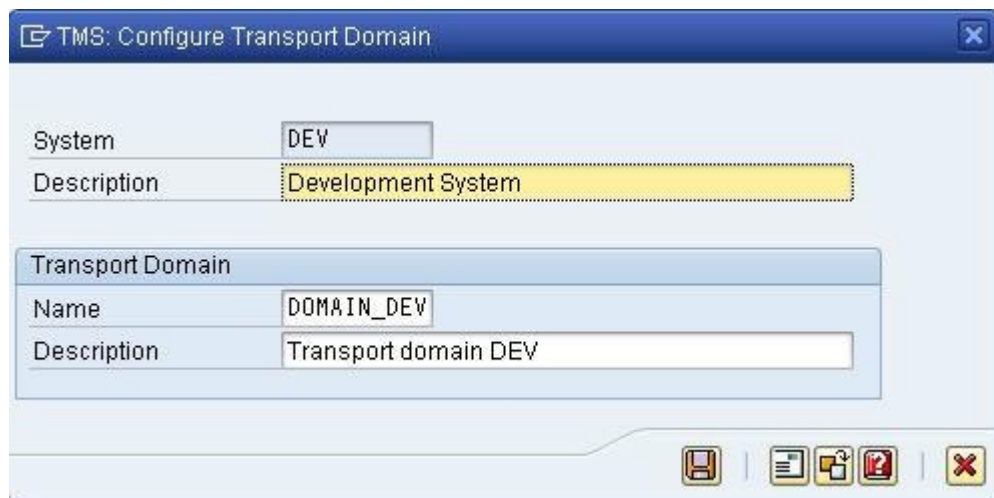 TMS: Configure Transport Domain
System DEV
Description Development System
Transport Domain
Name DOMAIN_DEV
Description Transport domain DEV